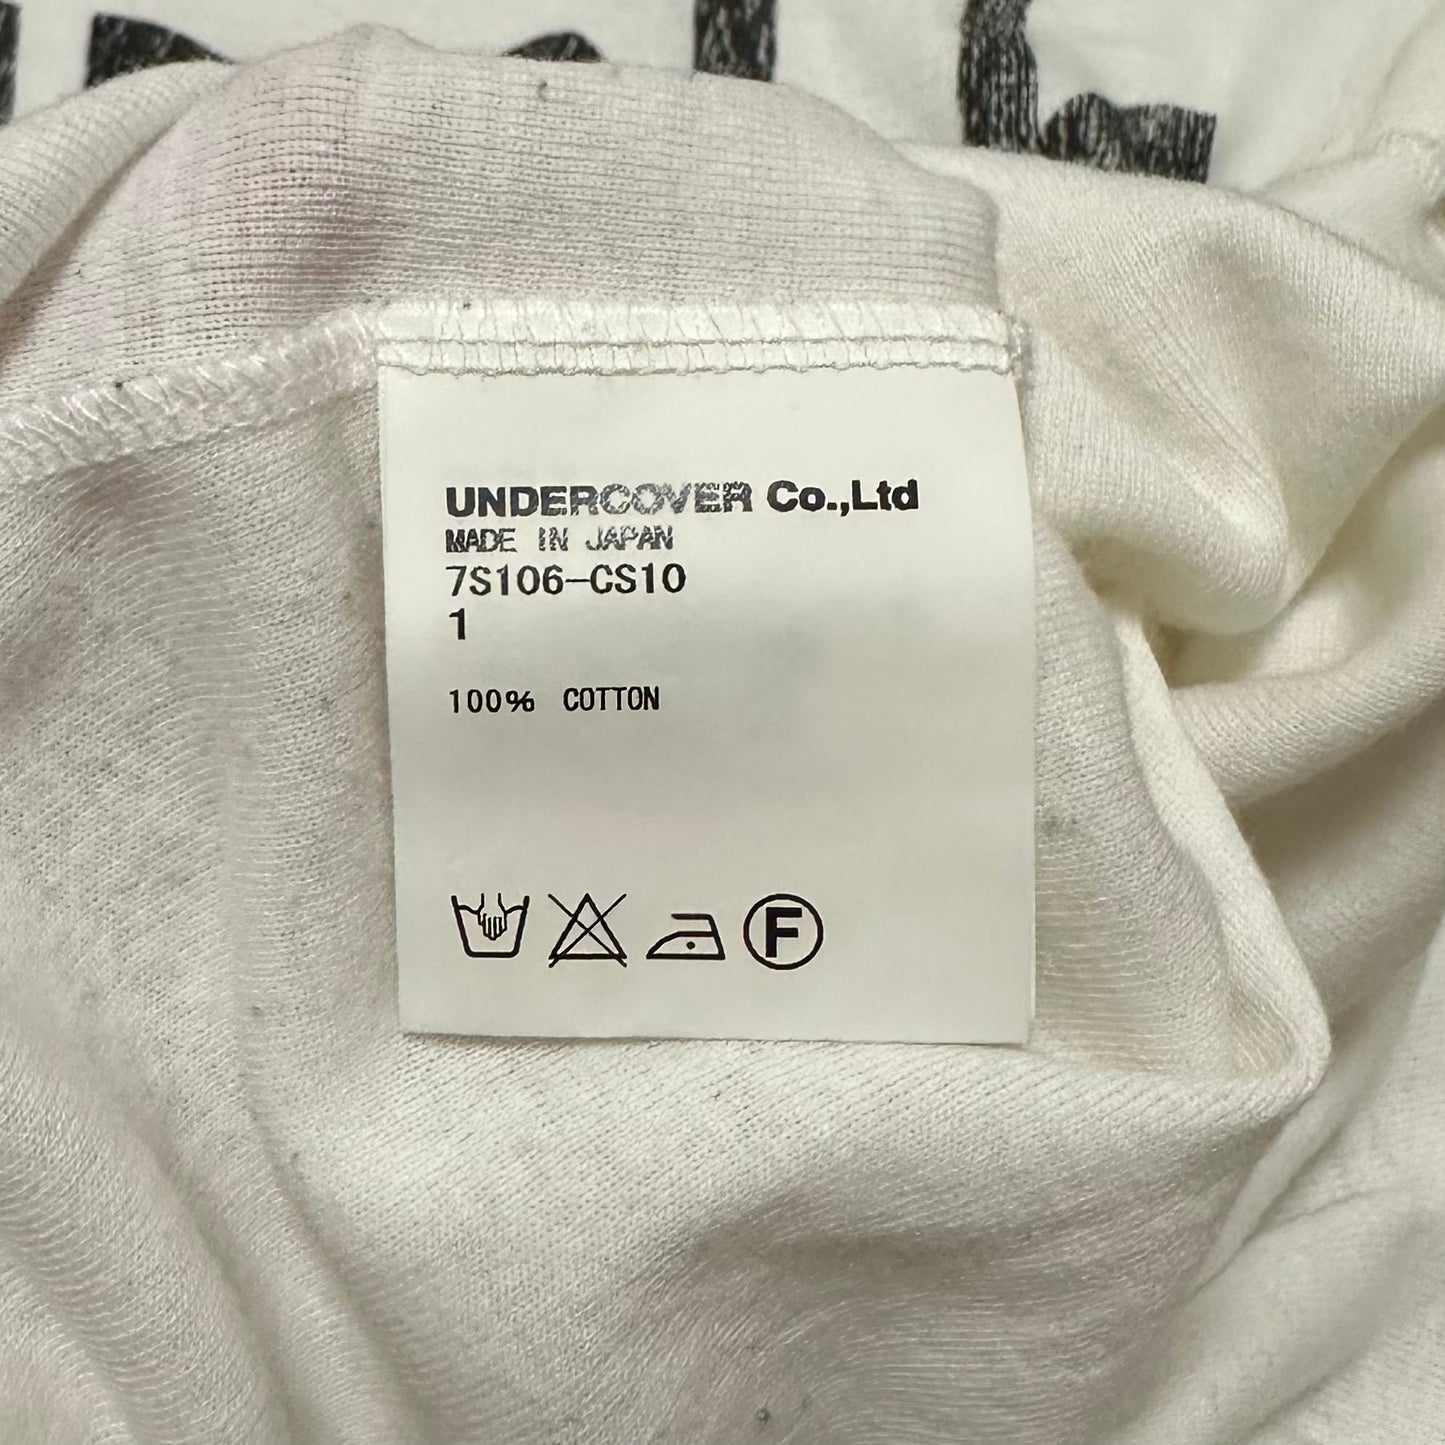 UNDERCOVER Co.,Ltd
MADE IN JAPAN
7S106-CS10
1
100% COTTON
F